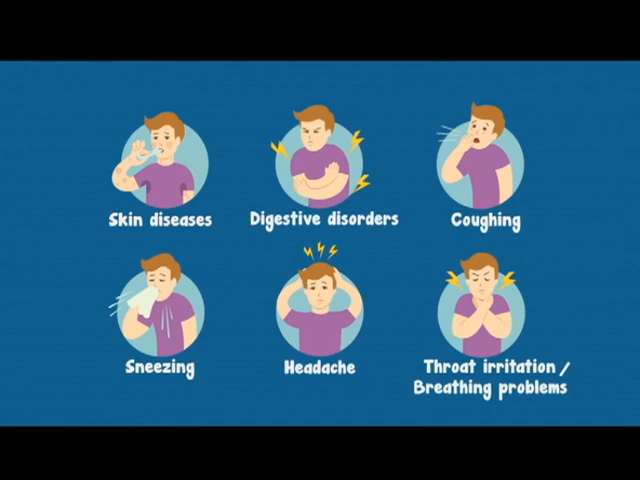 Skin diseases
Digestive disorders
Coughing
Sneezing
Headache
Throat irritation /
Breathing problems